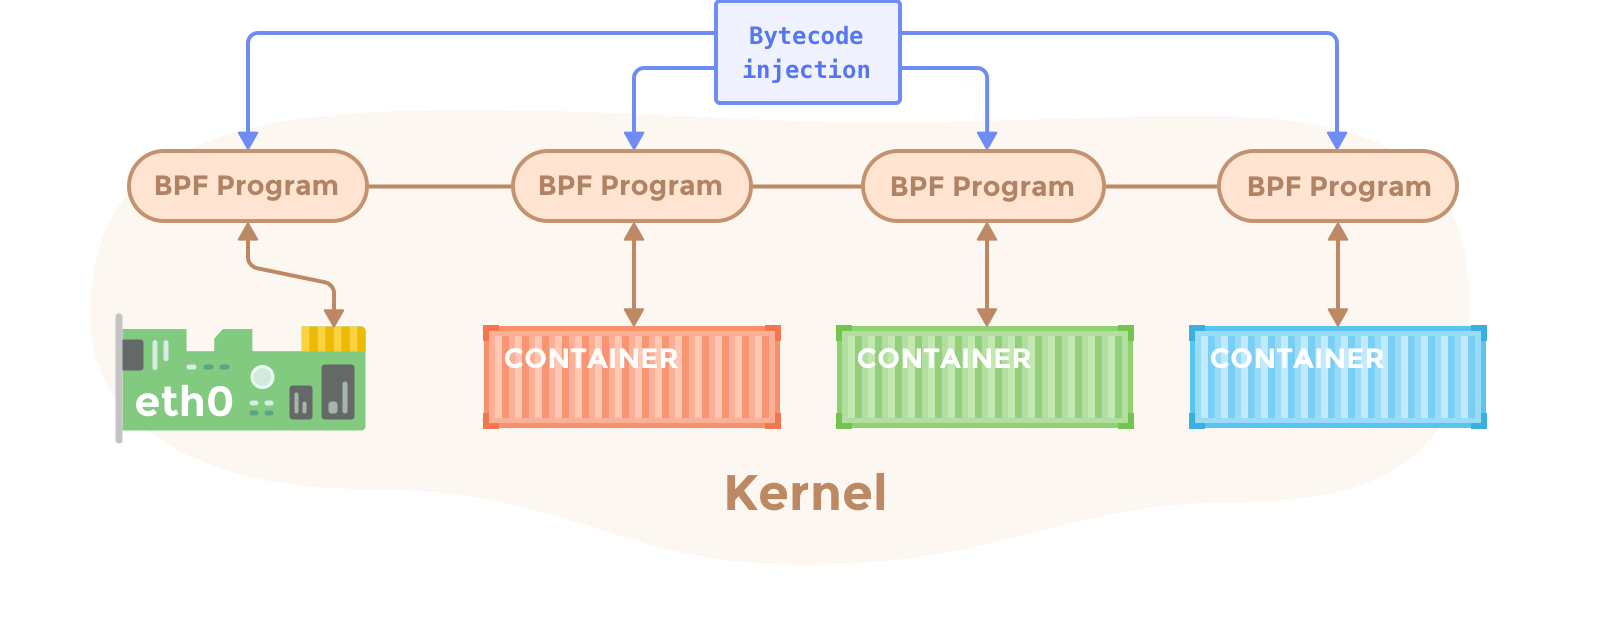 Bytecode
injection
BPF Program
BPF Program
BPF Program
BPF Program
eth0
CONTAINER
CONTAINER
CONTAINER
Kernel